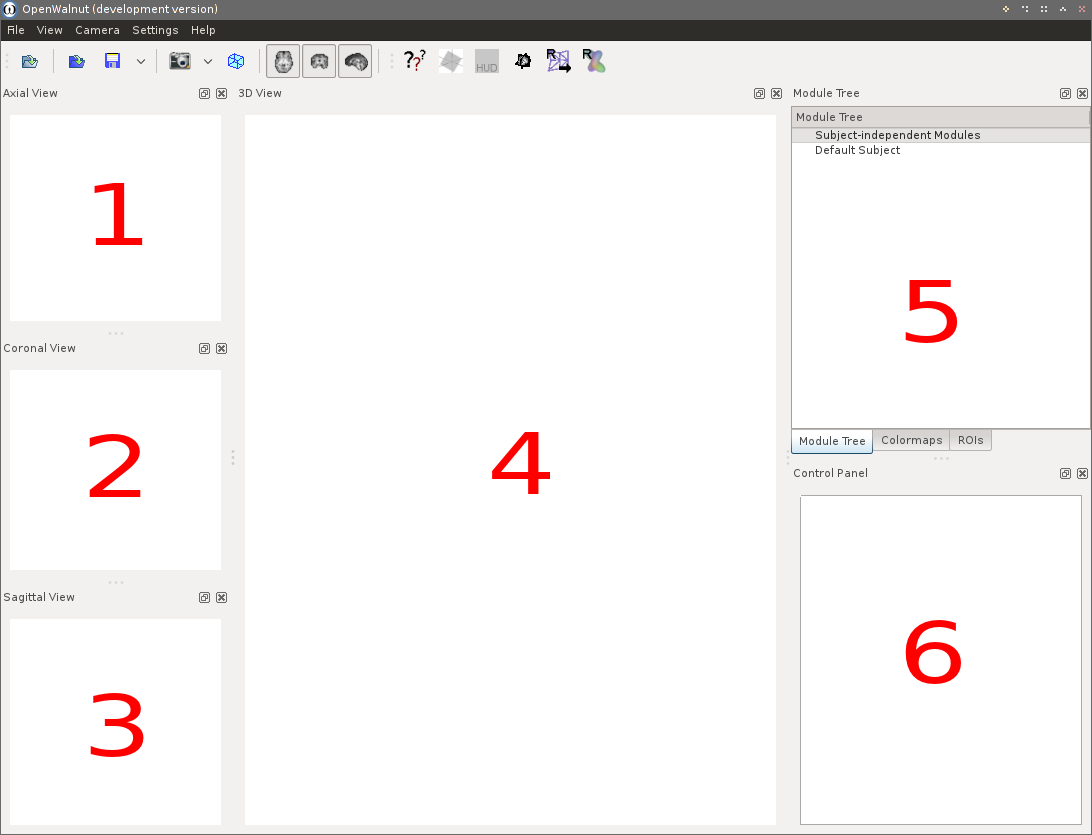 OpenWalnut (development version)
File View Camera Settings Help
?? ? HUD R R
Axial View
1
Coronal View
2
Sagittal View
3
3D View
4
Module Tree
Module Tree
Subject-independent Modules
Default Subject
5
Module Tree Colormaps ROIs
Control Panel
6